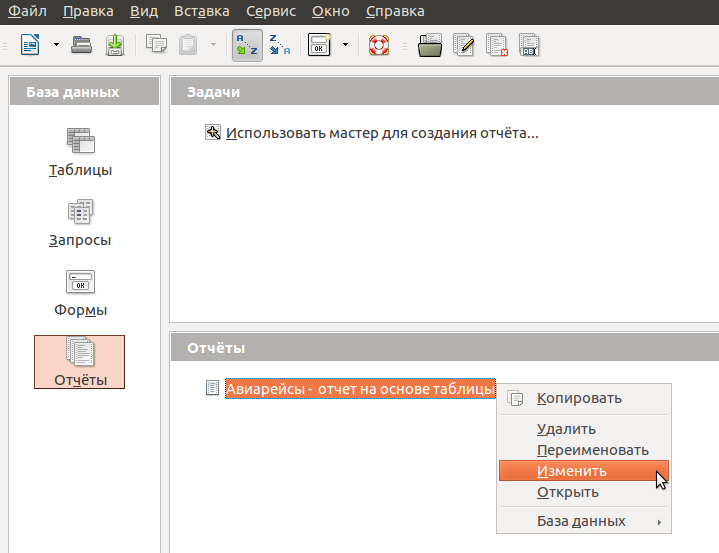 Файл Правка Вид Вставка Сервис Окно Справка
База данных
Таблицы
Запросы
Формы
Отчёты
Задачи
Использовать мастер для создания отчёта...
Отчёты
Авиарейсы - отчет на основе таблицы
Копировать
Удалить
Переименовать
Изменить
Открыть
База данных